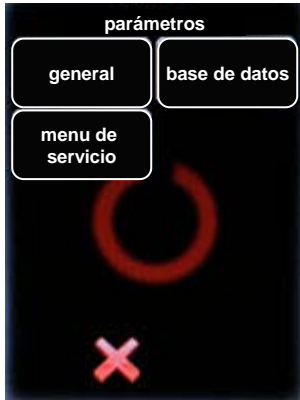 parámetros
general
base de datos
menu de
servicio